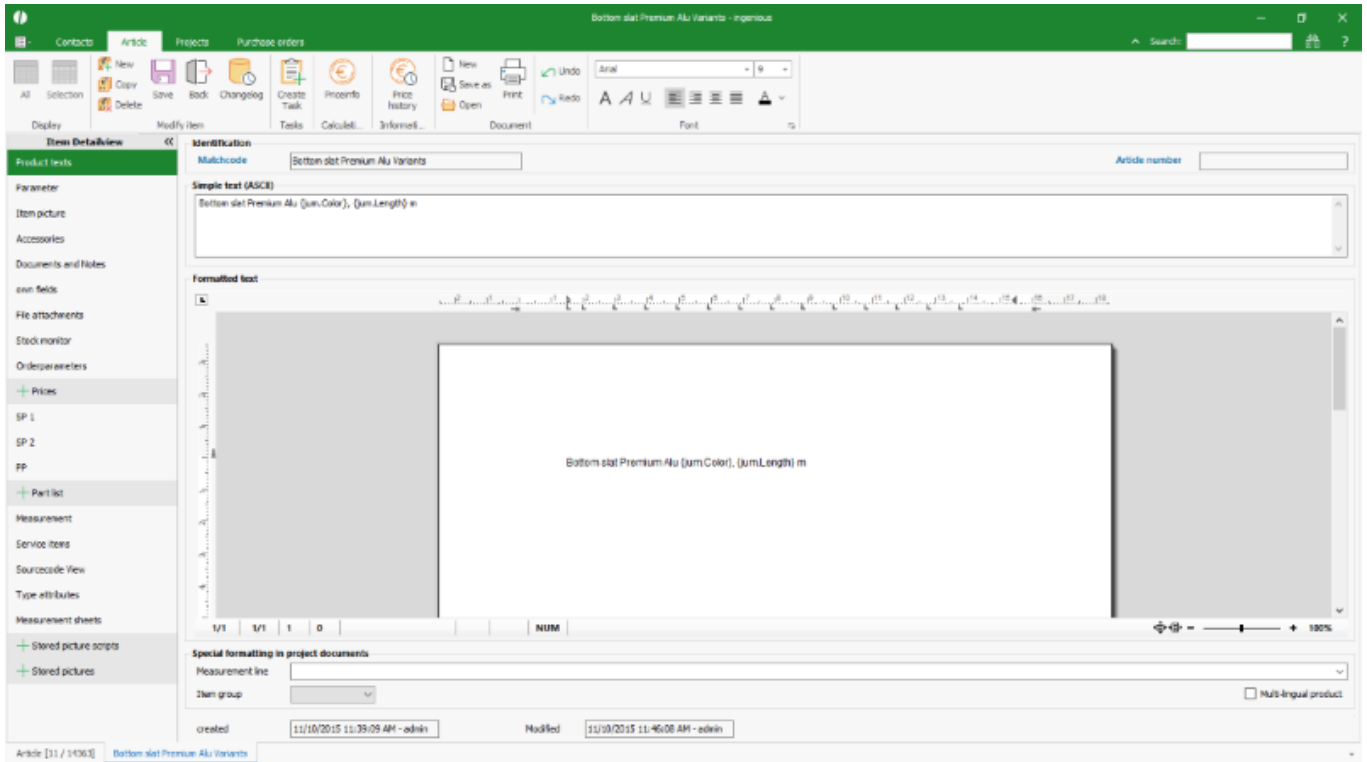 Bottom slat Premium Alu Variants - ingenious
Contacts Article Projects Purchase orders Search: ?
New New
Undo Arial 9
All Selection Copy Save Back Changelog Create Task Priceinfo Price history Save as Print
Delete Open Redo A A U A
Display Modify item Tasks Calculati... Informati... Document Font
Item Detailview «
Product texts
Parameter
Item picture
Accessories
Documents and Notes
own fields
File attachments
Stock monitor
Orderparameters
Prices
SP 1
SP 2
PP
Part list
Measurement
Service items
Sourcecode View
Type attributes
Measurement sheets
Stored picture scripts
Stored pictures
Identification
Matchcode Bottom slat Premium Alu Variants Article number
Simple text (ASCII)
Bottom slat Premium Alu {jum.Color}, {jum.Length} m
Formatted text
Bottom slat Premium Alu {jum.Color}, {jum.Length} m
1/1 1/1 1 0 NUM 100%
Special formatting in project documents
Measurement line
Item group Multi-lingual product
created 11/10/2015 11:39:09 AM - admin Modified 11/10/2015 11:46:08 AM - admin
Article [11 / 14363] Bottom slat Premium Alu Variants